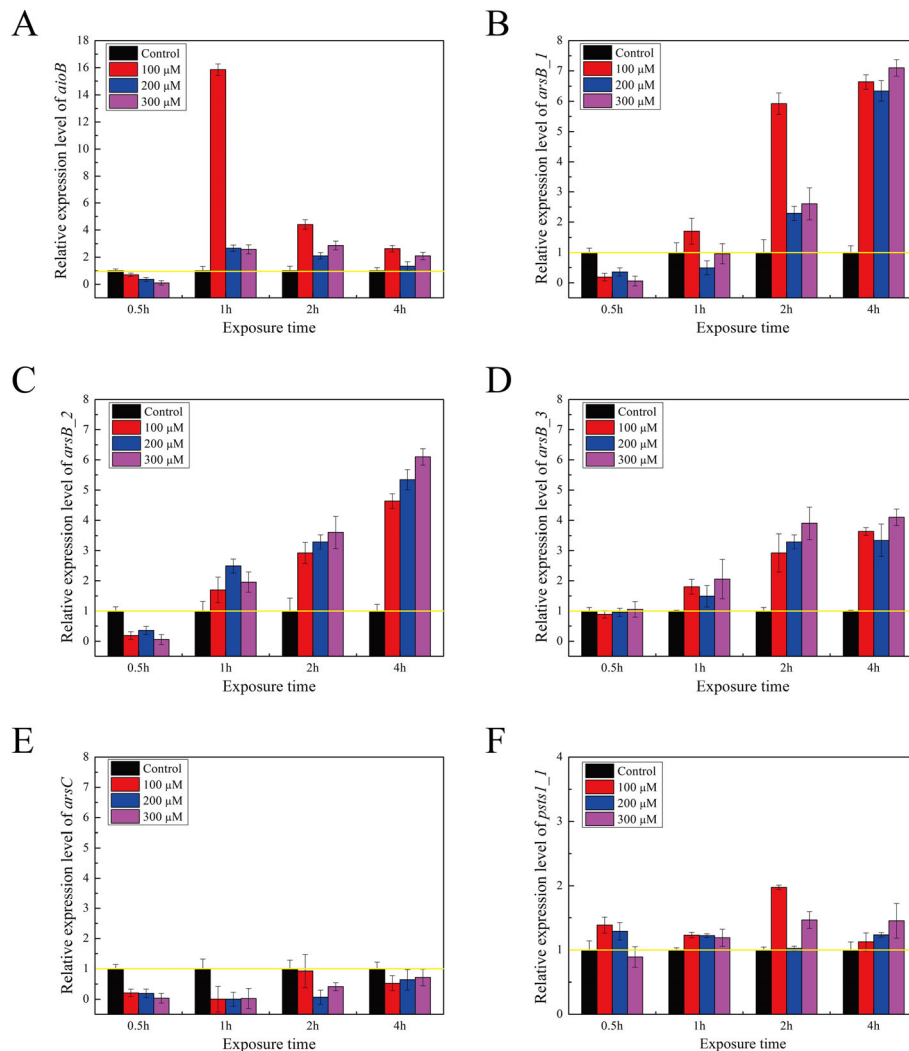 A
Relative expression level of aioB
18
16
14
12
10
8
6
4
2
0
Control
100 μM
200 μM
300 μM
0.5h 1h 2h 4h
Exposure time
B
Relative expression level of arsB_1
8
7
6
5
4
3
2
1
0
Control
100 μM
200 μM
300 μM
0.5h 1h 2h 4h
Exposure time
C
Relative expression level of arsB_2
8
7
6
5
4
3
2
1
0
Control
100 μM
200 μM
300 μM
0.5h 1h 2h 4h
Exposure time
D
Relative expression level of arsB_3
8
7
6
5
4
3
2
1
0
Control
100 μM
200 μM
300 μM
0.5h 1h 2h 4h
Exposure time
E
Relative expression level of arsC
8
7
6
5
4
3
2
1
0
Control
100 μM
200 μM
300 μM
0.5h 1h 2h 4h
Exposure time
F
Relative expression level of psts1_1
4
3
2
1
0
Control
100 μM
200 μM
300 μM
0.5h 1h 2h 4h
Exposure time